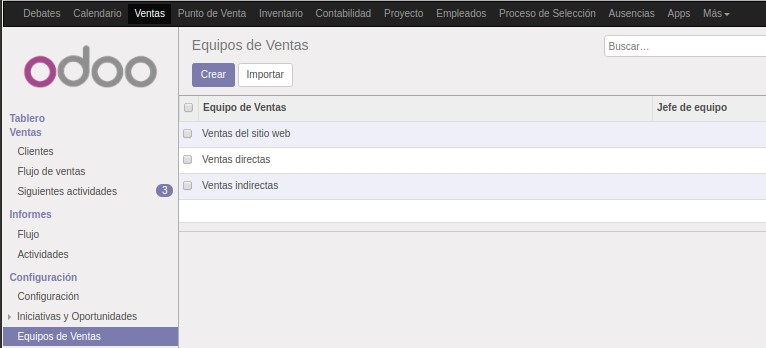 Debates Calendario Ventas Punto de Venta Inventario Contabilidad Proyecto Empleados Proceso de Selección Ausencias Apps Más
odoo
Equipos de Ventas
Buscar...
Crear Importar
Equipo de Ventas Jefe de equipo
Ventas del sitio web
Ventas directas
Ventas indirectas
Tablero
Ventas
Clientes
Flujo de ventas
Siguientes actividades 3
Informes
Flujo
Actividades
Configuración
Configuración
Iniciativas y Oportunidades
Equipos de Ventas